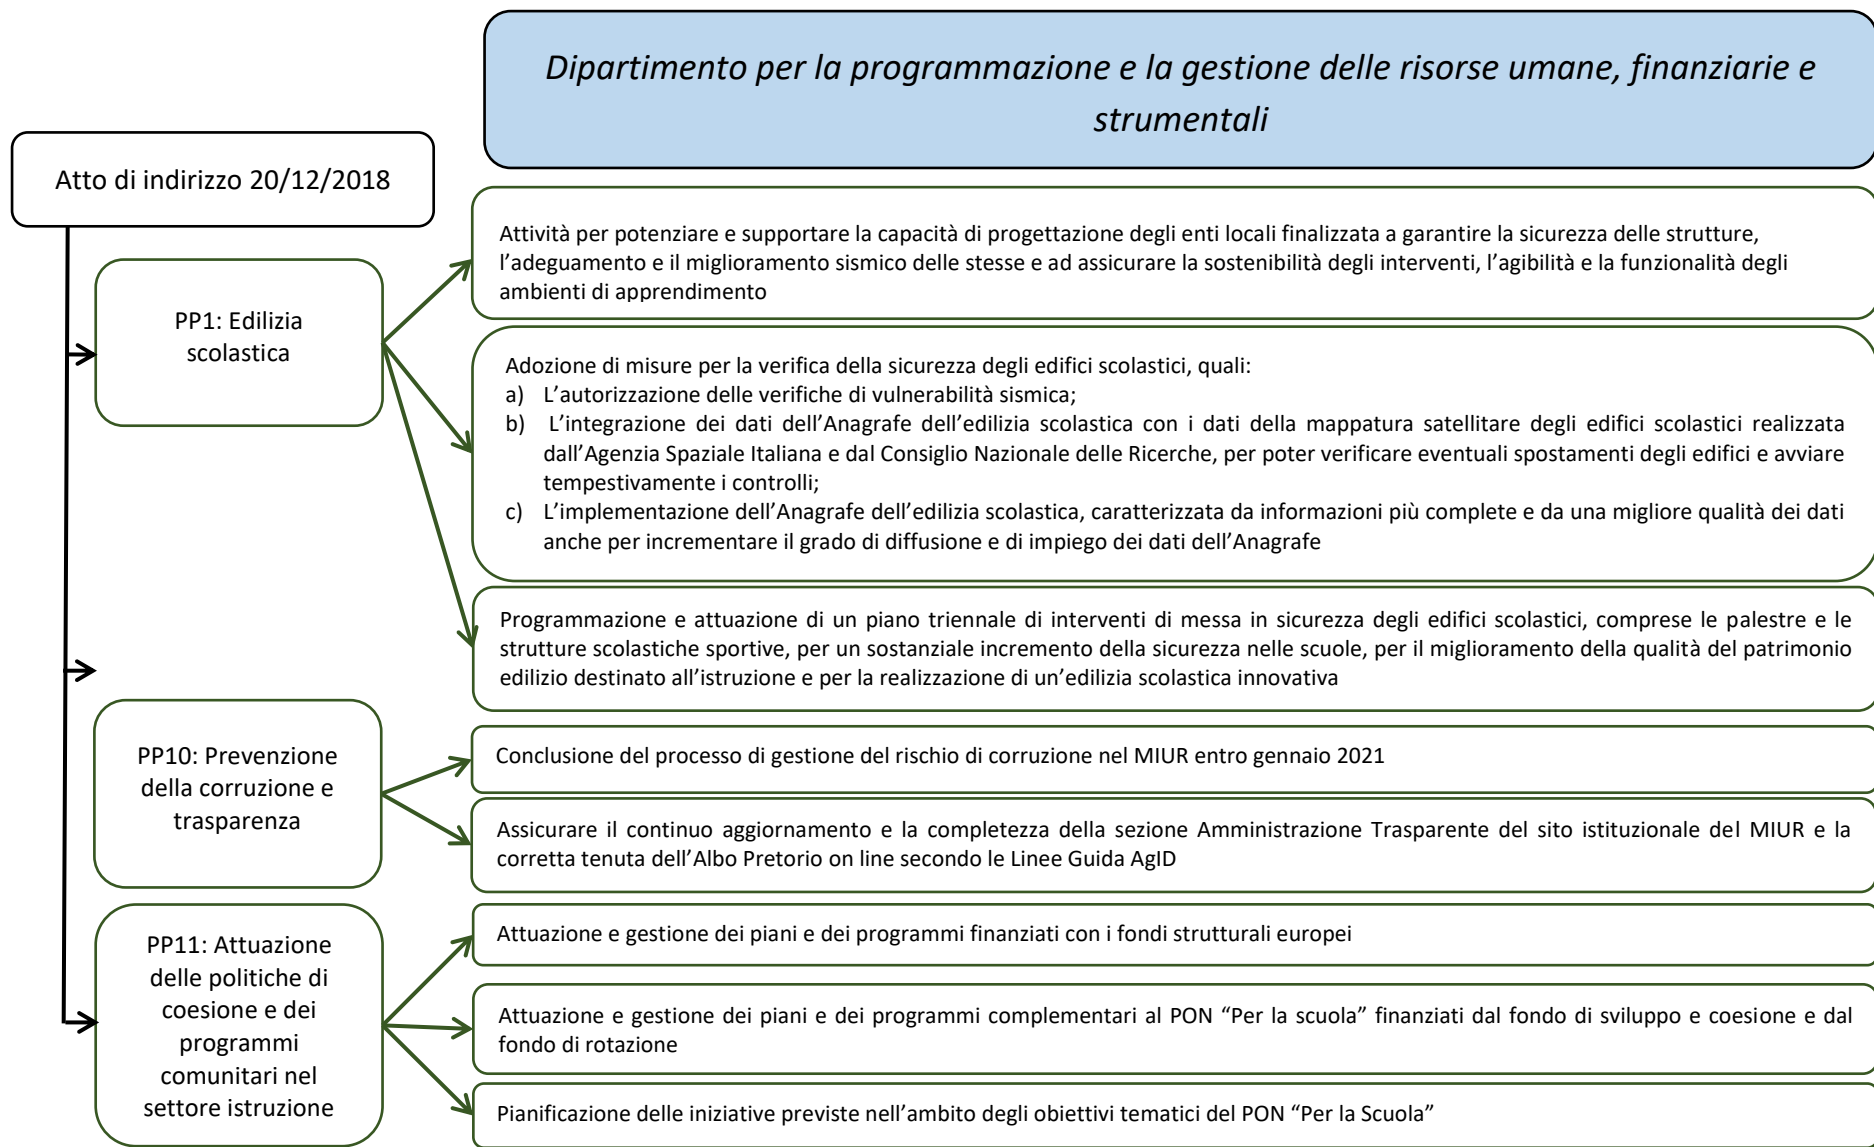 Dipartimento per la programmazione e la gestione delle risorse umane, finanziarie e
strumentali
Atto di indirizzo 20/12/2018
PP1: Edilizia
scolastica
Attività per potenziare e supportare la capacità di progettazione degli enti locali finalizzata a garantire la sicurezza delle strutture,
l’adeguamento e il miglioramento sismico delle stesse e ad assicurare la sostenibilità degli interventi, l’agibilità e la funzionalità degli
ambienti di apprendimento
Adozione di misure per la verifica della sicurezza degli edifici scolastici, quali:
a) L’autorizzazione delle verifiche di vulnerabilità sismica;
b) L’integrazione dei dati dell’Anagrafe dell’edilizia scolastica con i dati della mappatura satellitare degli edifici scolastici realizzata
dall’Agenzia Spaziale Italiana e dal Consiglio Nazionale delle Ricerche, per poter verificare eventuali spostamenti degli edifici e avviare
tempestivamente i controlli;
c) L’implementazione dell’Anagrafe dell’edilizia scolastica, caratterizzata da informazioni più complete e da una migliore qualità dei dati
anche per incrementare il grado di diffusione e di impiego dei dati dell’Anagrafe
Programmazione e attuazione di un piano triennale di interventi di messa in sicurezza degli edifici scolastici, comprese le palestre e le
strutture scolastiche sportive, per un sostanziale incremento della sicurezza nelle scuole, per il miglioramento della qualità del patrimonio
edilizio destinato all’istruzione e per la realizzazione di un’edilizia scolastica innovativa
PP10: Prevenzione
della corruzione e
trasparenza
Conclusione del processo di gestione del rischio di corruzione nel MIUR entro gennaio 2021
Assicurare il continuo aggiornamento e la completezza della sezione Amministrazione Trasparente del sito istituzionale del MIUR e la
corretta tenuta dell’Albo Pretorio on line secondo le Linee Guida AgID
PP11: Attuazione
delle politiche di
coesione e dei
programmi
comunitari nel
settore istruzione
Attuazione e gestione dei piani e dei programmi finanziati con i fondi strutturali europei
Attuazione e gestione dei piani e dei programmi complementari al PON “Per la scuola” finanziati dal fondo di sviluppo e coesione e dal
fondo di rotazione
Pianificazione delle iniziative previste nell’ambito degli obiettivi tematici del PON “Per la Scuola”